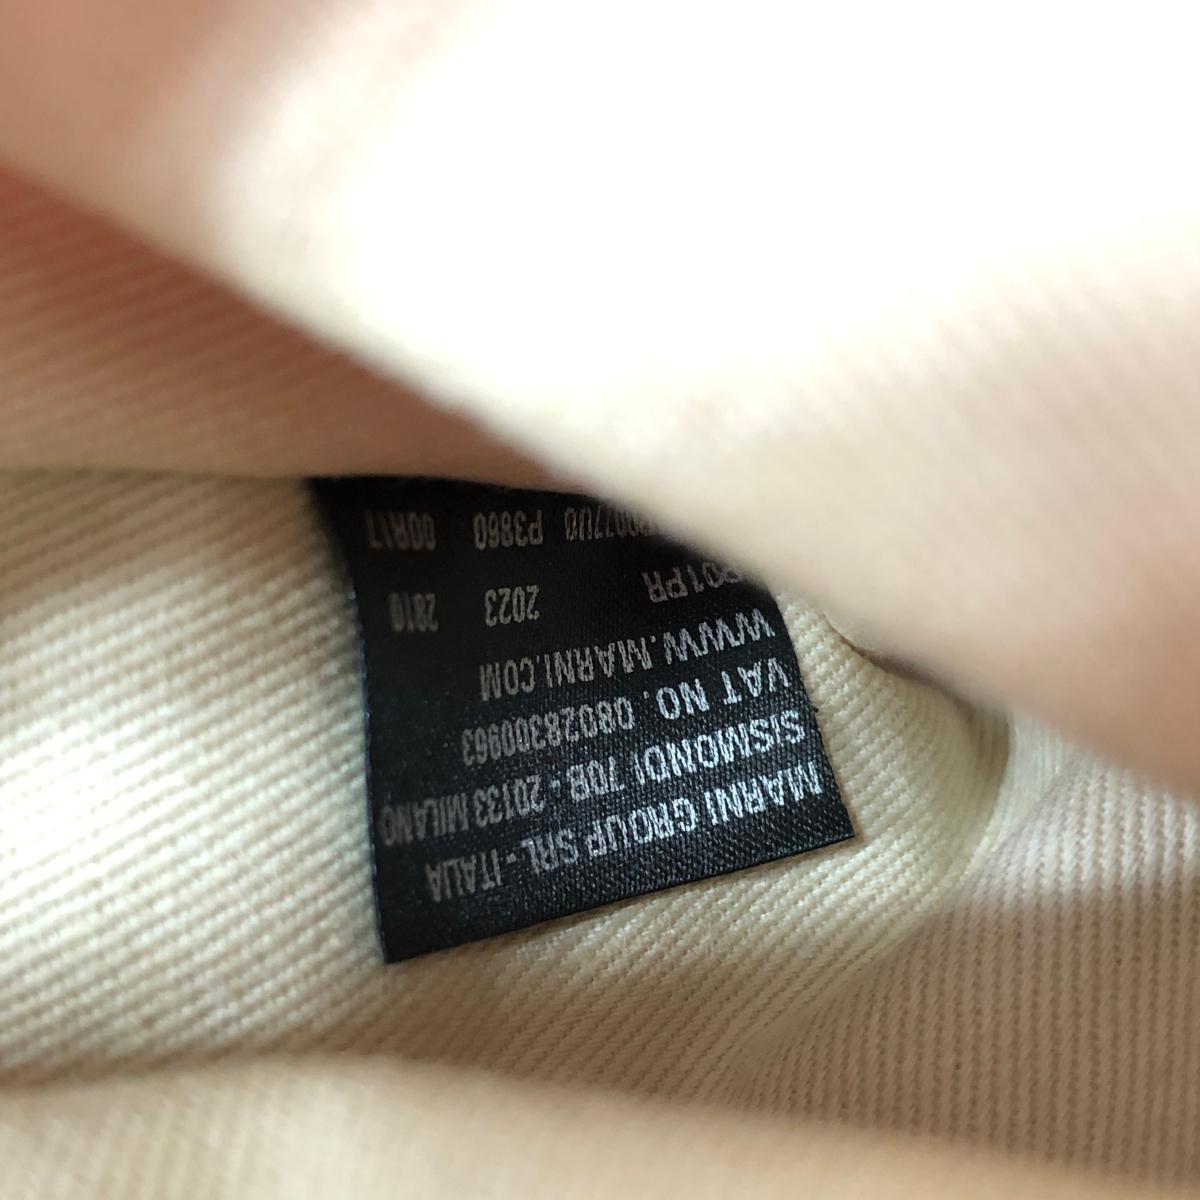 MARNI GROUP SRL - ITALIA
SISMONDI 70B - 20133 MILANO
VAT NO. 08028300963
WWW.MARNI.COM
2023 2810
P3860 00R17